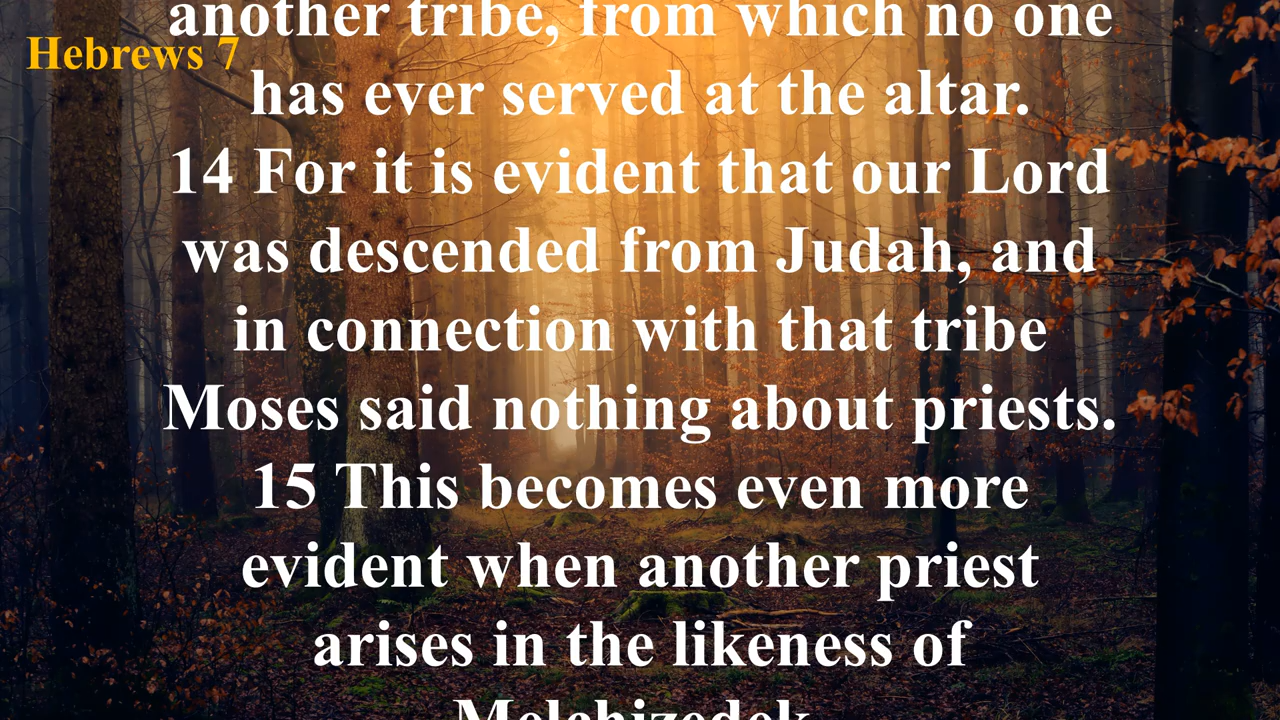 another tribe, from which no one
Hebrews 7
has ever served at the altar.
14 For it is evident that our Lord
was descended from Judah, and
in connection with that tribe
Moses said nothing about priests.
15 This becomes even more
evident when another priest
arises in the likeness of
Melchizedek,